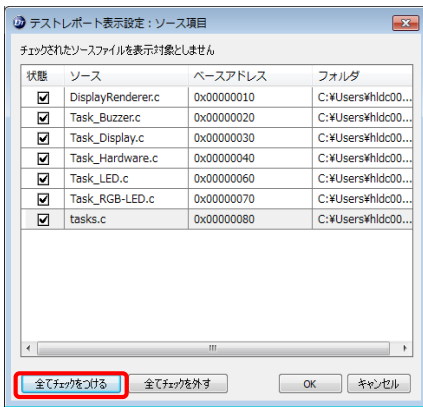 テストレポート表示設定：ソース項目
チェックされたソースファイルを表示対象としません
状態 ソース ベースアドレス フォルダ
DisplayRenderer.c 0x00000010 C:¥Users¥hldc00...
Task_Buzzer.c 0x00000020 C:¥Users¥hldc00...
Task_Display.c 0x00000030 C:¥Users¥hldc00...
Task_Hardware.c 0x00000040 C:¥Users¥hldc00...
Task_LED.c 0x00000060 C:¥Users¥hldc00...
Task_RGB-LED.c 0x00000070 C:¥Users¥hldc00...
tasks.c 0x00000080 C:¥Users¥hldc00...
全てチェックをつける 全てチェックを外す OK キャンセル